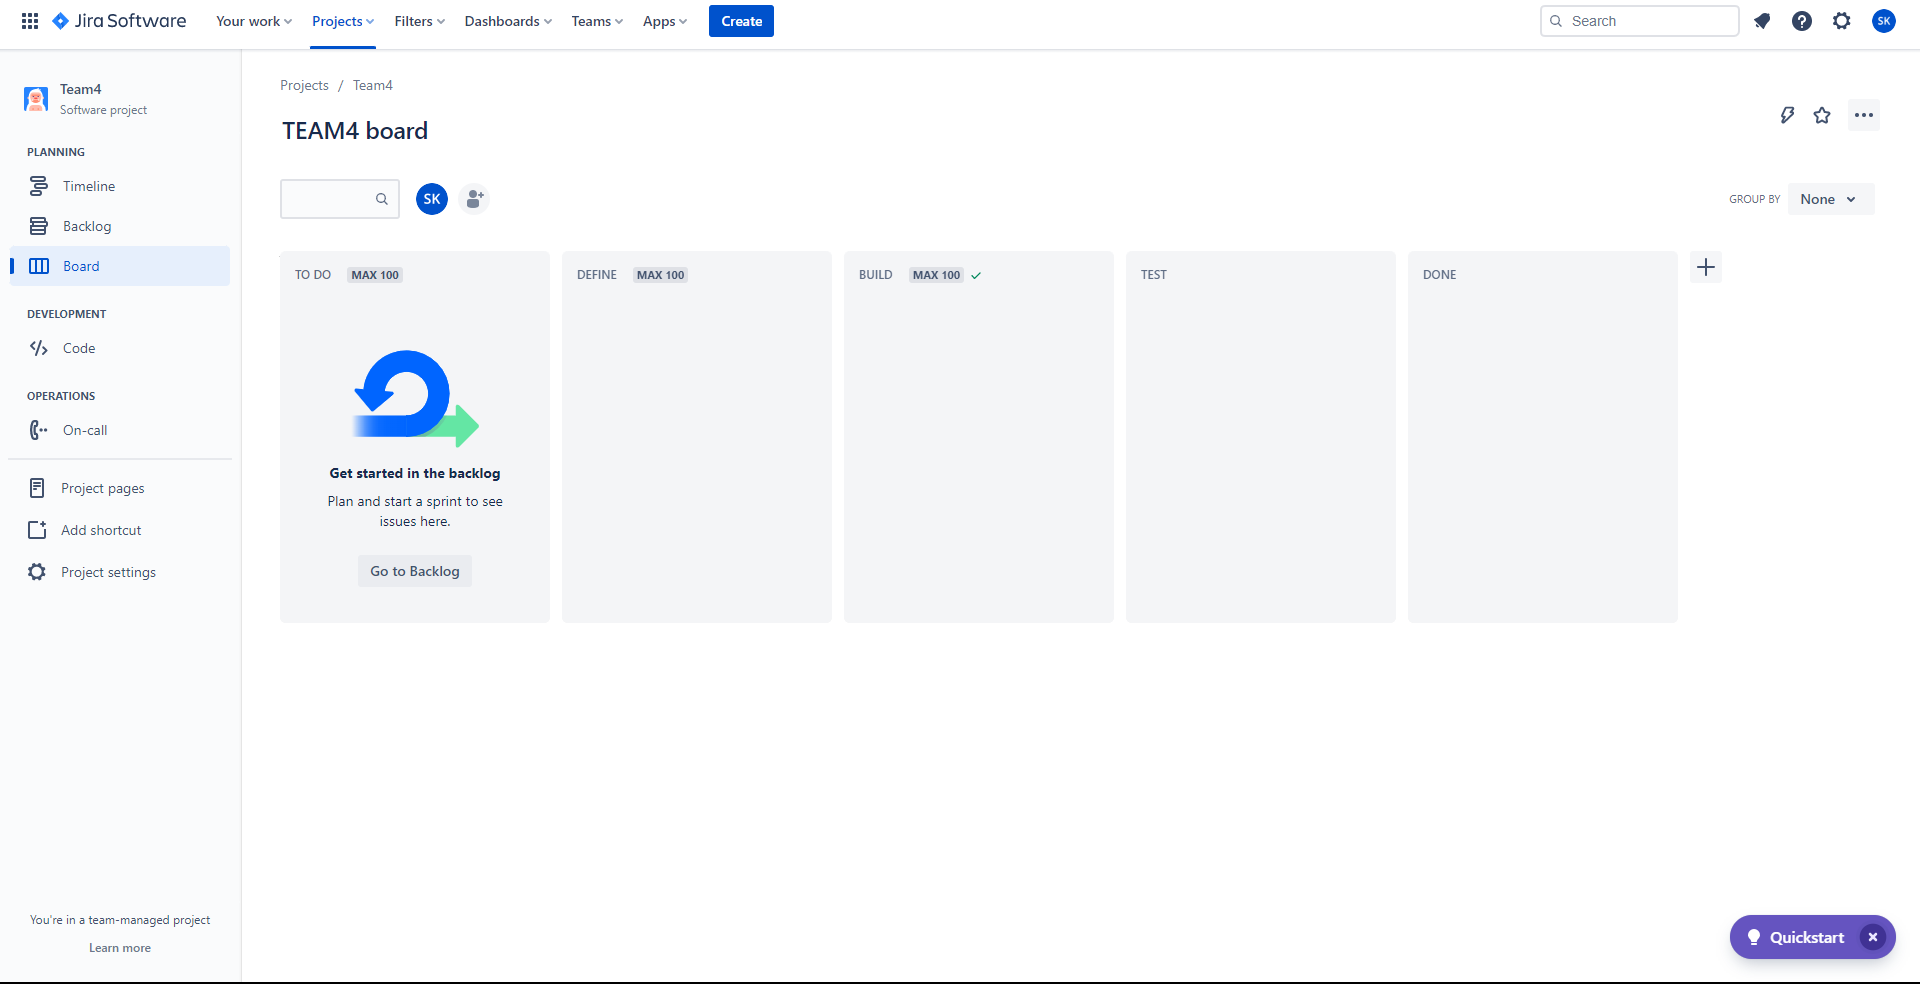 Jira Software
Your work
Projects
Filters
Dashboards
Teams
Apps
Create
Search
SK
Team4
Software project
PLANNING
Timeline
Backlog
Board
DEVELOPMENT
Code
OPERATIONS
On-call
Project pages
Add shortcut
Project settings
You're in a team-managed project
Learn more
Projects / Team4
TEAM4 board
SK
GROUP BY
None
TO DO MAX 100
Get started in the backlog
Plan and start a sprint to see
issues here.
Go to Backlog
DEFINE MAX 100
BUILD MAX 100
TEST
DONE
Quickstart